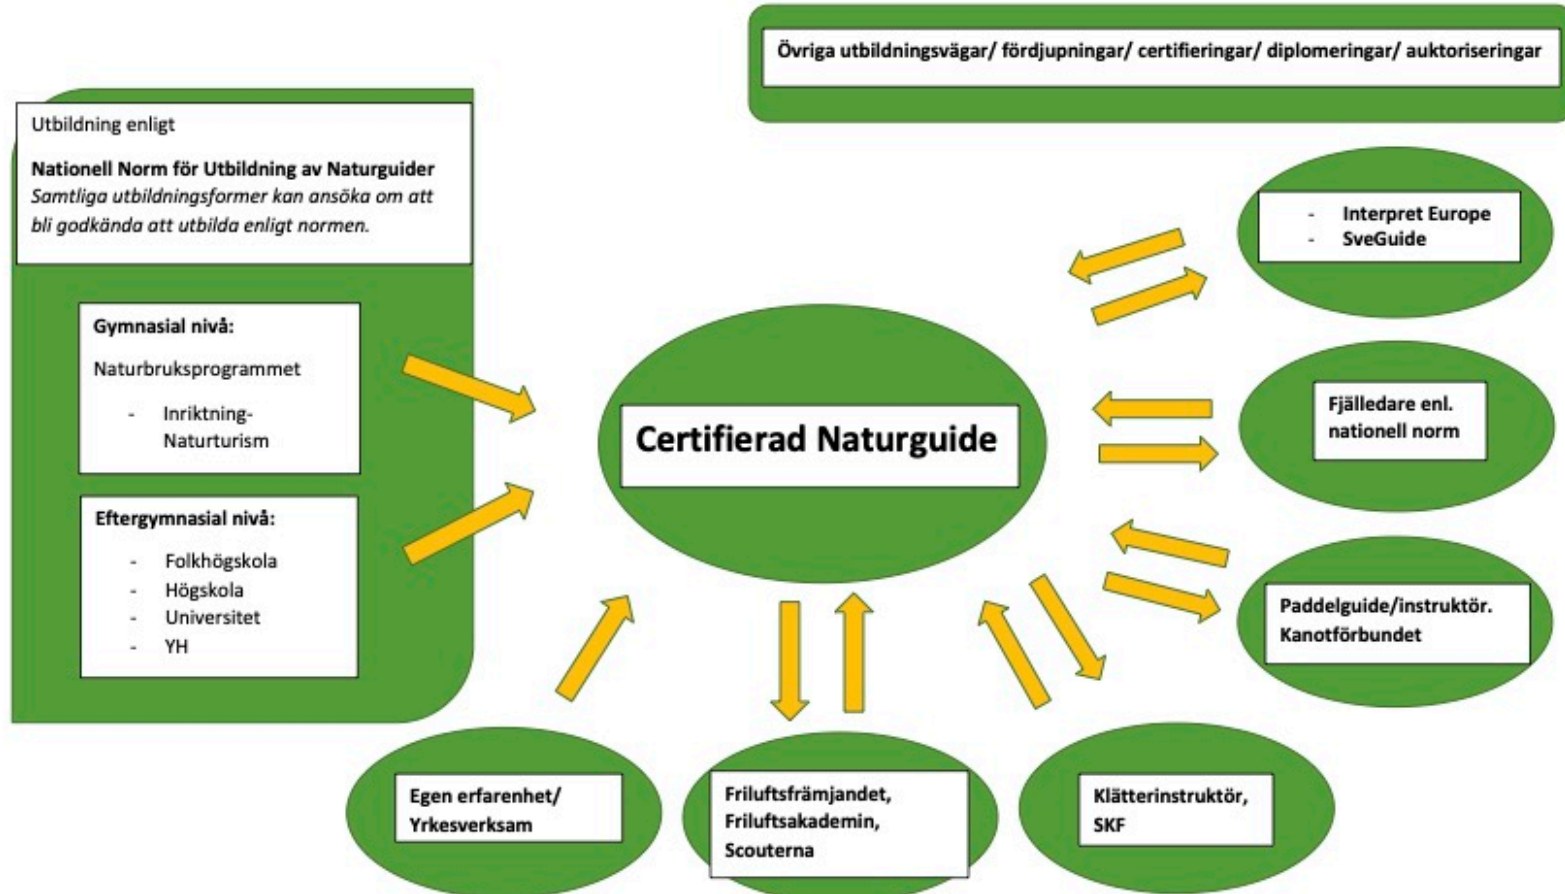 Övriga utbildningsvägar/ fördjupningar/ certifieringar/ diplomeringar/ auktoriseringar
Utbildning enligt
Nationell Norm för Utbildning av Naturguider
Samtliga utbildningsformer kan ansöka om att
bli godkända att utbilda enligt normen.
Gymnasial nivå:
Naturbruksprogrammet
- Inriktning-
Naturturism
Eftergymnasial nivå:
- Folkhögskola
- Högskola
- Universitet
- YH
Certifierad Naturguide
- Interpret Europe
- SveGuide
Fjälledare enl.
nationell norm
Paddelguide/instruktör.
Kanotförbundet
Egen erfarenhet/
Yrkesverksam
Friluftsfrämjandet,
Friluftsakademin,
Scouterna
Klätterinstruktör,
SKF